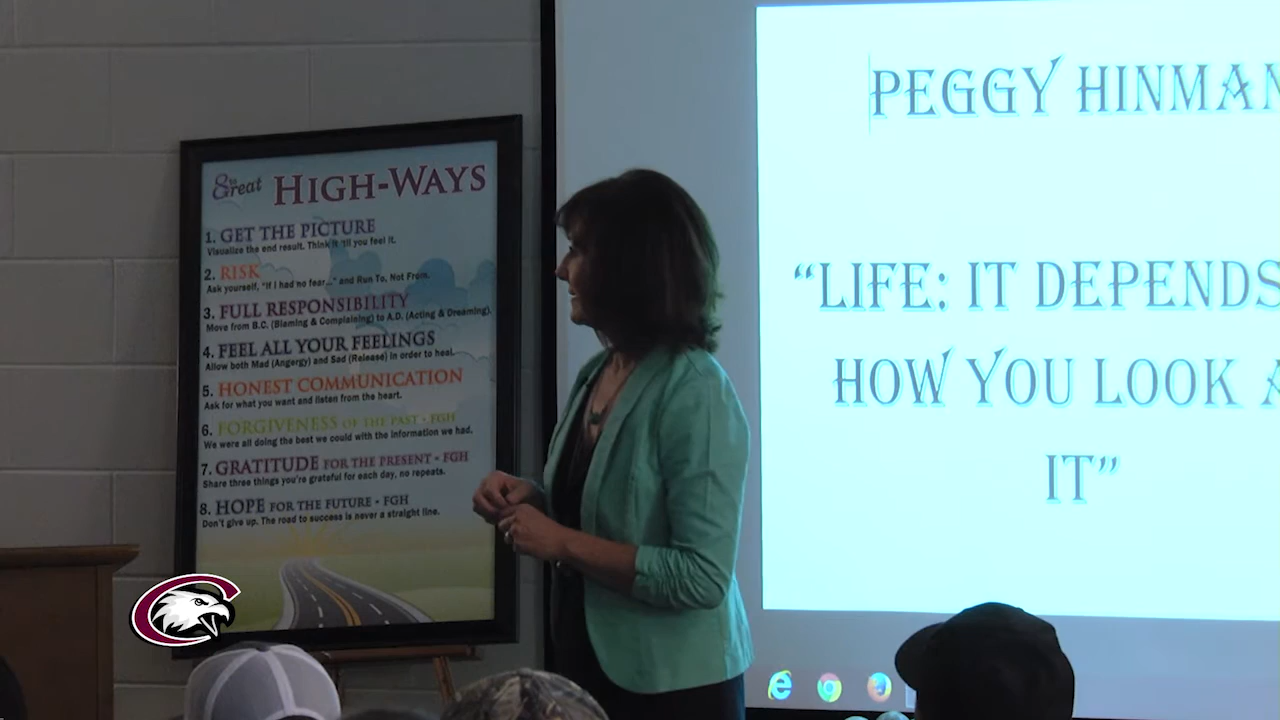 8 to Great HIGH-WAYS
1. GET THE PICTURE
Visualize the end result. Think it 'til you feel it.
2. RISK
Ask yourself, "If I had no fear..." and Run To, Not From.
3. FULL RESPONSIBILITY
Move from B.C. (Blaming & Complaining) to A.D. (Acting & Dreaming).
4. FEEL ALL YOUR FEELINGS
Allow both Mad (Angergy) and Sad (Release) in order to heal.
5. HONEST COMMUNICATION
Ask for what you want and listen from the heart.
6. FORGIVENESS OF THE PAST - FGH
We were all doing the best we could with the information we had.
7. GRATITUDE FOR THE PRESENT - FGH
Share three things you're grateful for each day, no repeats.
8. HOPE FOR THE FUTURE - FGH
Don't give up. The road to success is never a straight line.
PEGGY HINMAN
"LIFE: IT DEPENDS
HOW YOU LOOK A
IT"
C